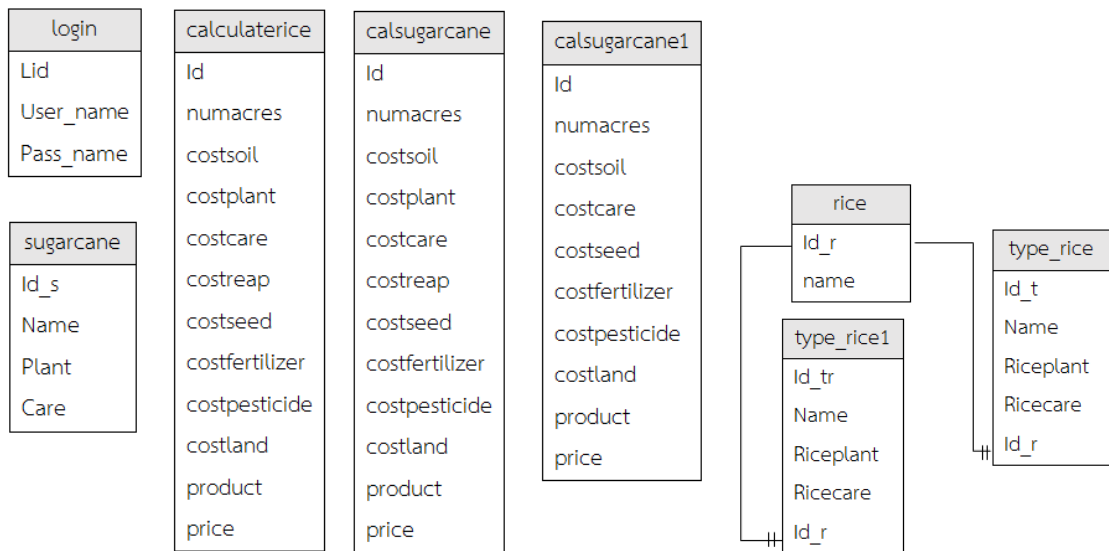 login
Lid
User_name
Pass_name
sugarcane
Id_s
Name
Plant
Care
calculaterice
Id
numacres
costsoil
costplant
costcare
costreap
costseed
costfertilizer
costpesticide
costland
product
price
calsugarcane
Id
numacres
costsoil
costplant
costcare
costreap
costseed
costfertilizer
costpesticide
costland
product
price
calsugarcane1
Id
numacres
costsoil
costcare
costseed
costfertilizer
costpesticide
costland
product
price
rice
Id_r
name
type_rice1
Id_tr
Name
Riceplant
Ricecare
Id_r
type_rice
Id_t
Name
Riceplant
Ricecare
Id_r